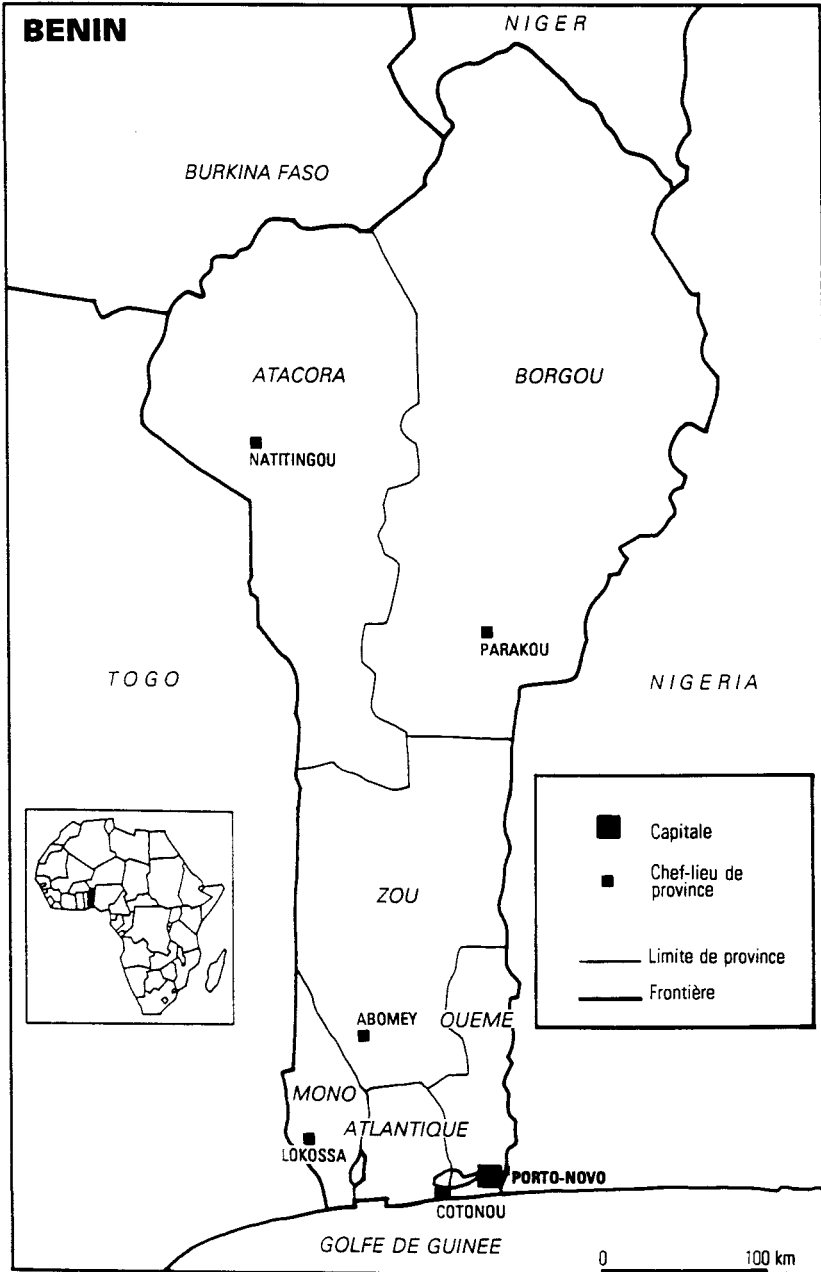 BENIN
NIGER
BURKINA FASO
ATACORA
BORGOU
NATITINGOU
PARAKOU
TOGO
NIGERIA
Capitale
Chef-lieu de
province
Limite de province
Frontière
ZOU
ABOMEY
OUEME
MONO
ATLANTIQUE
LOKOSSA
PORTO-NOVO
COTONOU
GOLFE DE GUINEE
0 100 km